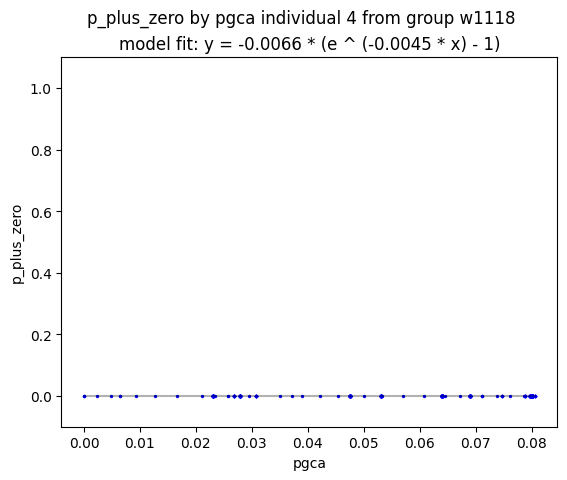 p_plus_zero by pgca individual 4 from group w1118
model fit: y = -0.0066 * (e ^ (-0.0045 * x) - 1)
1.0
0.8
0.6
0.4
0.2
0.0
p_plus_zero
0.00 0.01 0.02 0.03 0.04 0.05 0.06 0.07 0.08
pgca